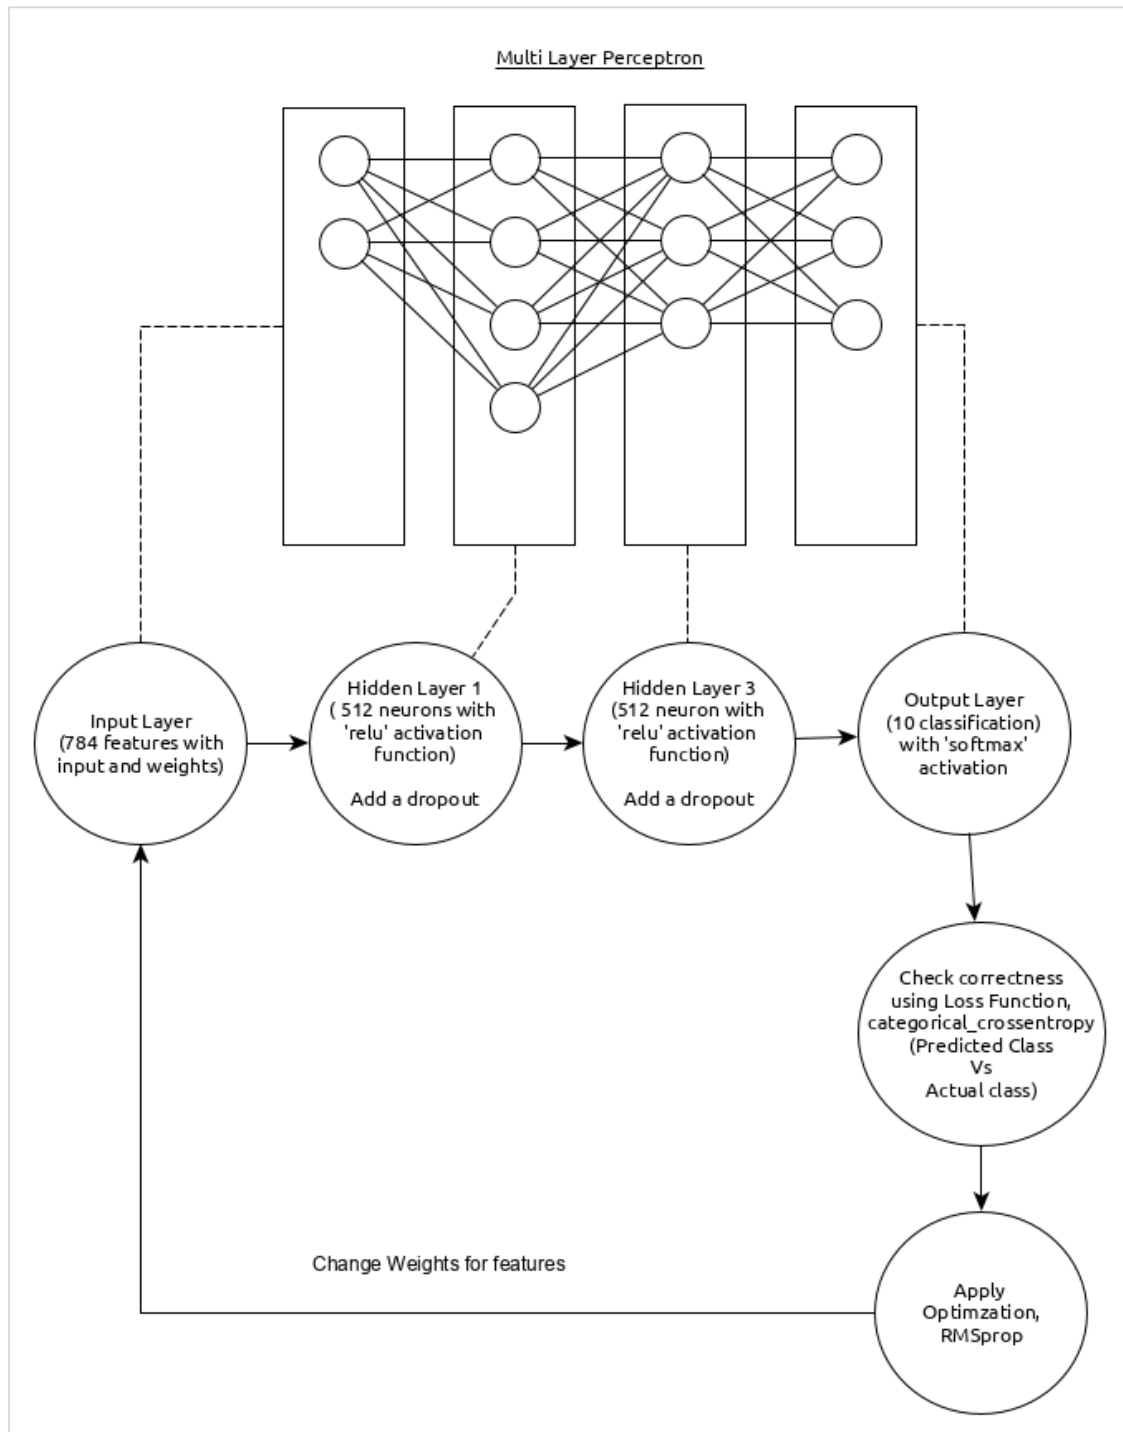 Multi Layer Perceptron
Input Layer
(784 features with
input and weights)
Hidden Layer 1
( 512 neurons with
'relu' activation
function)
Add a dropout
Hidden Layer 3
(512 neuron with
'relu' activation
function)
Add a dropout
Output Layer
(10 classification)
with 'softmax'
activation
Check correctness
using Loss Function,
categorical_crossentropy
(Predicted Class
Vs
Actual class)
Apply
Optimzation,
RMSprop
Change Weights for features